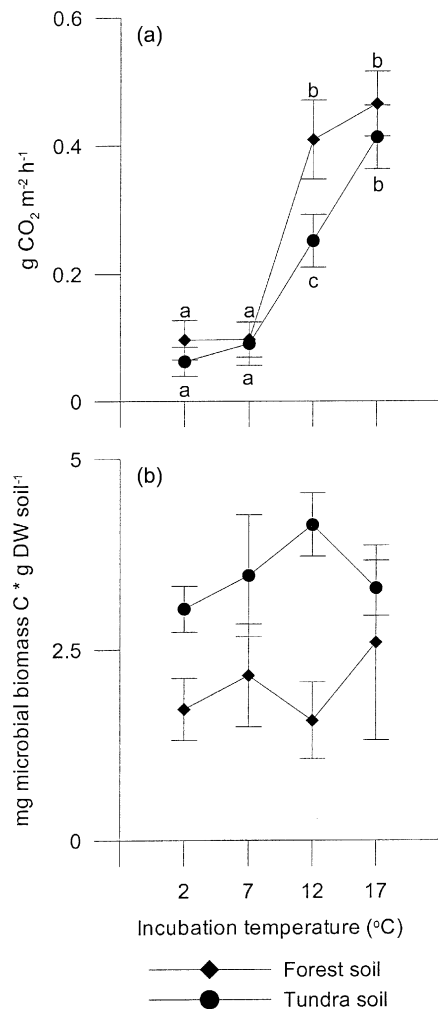 0.6
(a)
b
b
0.4
g CO₂ m⁻² h⁻¹
b
0.2
c
a
a
a
a
0
5
(b)
mg microbial biomass C * g DW soil⁻¹
2.5
0
2
7
12
17
Incubation temperature (ºC)
Forest soil
Tundra soil